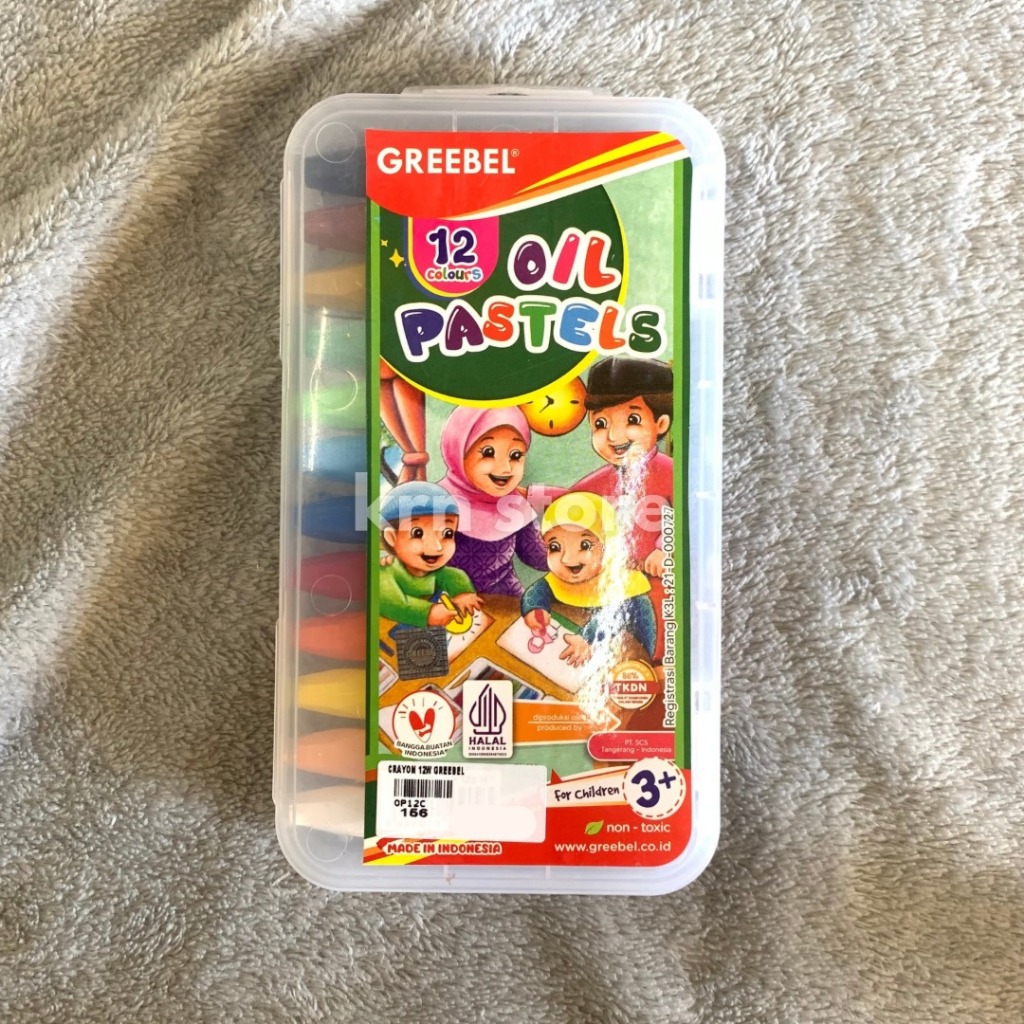 GREEBEL®
12
colours
OIL
PASTELS
krn store
Registrasi Barang K3L : 21-D-000727
TKDN
diproduksi
produced by
BANGGA BUATAN
INDONESIA
HALAL
INDONESIA
PT. SCS
Tangerang - Indonesia
CRAYON 12W GREEBEL
OP12C
166
For Children 3+
non - toxic
MADE IN INDONESIA
www.greebel.co.id